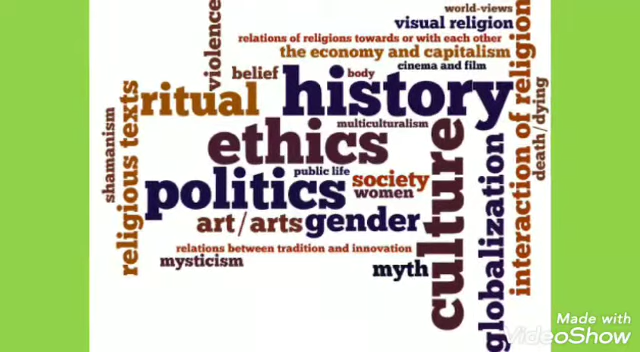 world-views
visual religion
relations of religions towards or with each other
the economy and capitalism
cinema and film
violence
belief
body
history
ritual
multiculturalism
ethics
public life
society
politics
women
art/arts
gender
relations between tradition and innovation
mysticism
myth
shamanism
religious texts
culture
globalization
interaction of religion
death/dying
Made with
VideoShow